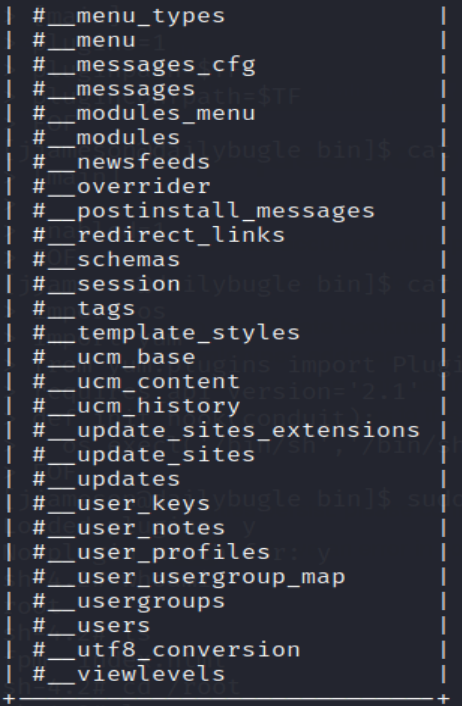 | #__menu_types |
| #__menu |
| #__messages_cfg |
| #__messages |
| #__modules_menu |
| #__modules |
| #__newsfeeds |
| #__overrider |
| #__postinstall_messages |
| #__redirect_links |
| #__schemas |
| #__session |
| #__tags |
| #__template_styles |
| #__ucm_base |
| #__ucm_content |
| #__ucm_history |
| #__update_sites_extensions |
| #__update_sites |
| #__updates |
| #__user_keys |
| #__user_notes |
| #__user_profiles |
| #__user_usergroup_map |
| #__usergroups |
| #__users |
| #__utf8_conversion |
| #__viewlevels |
+----------------------------+